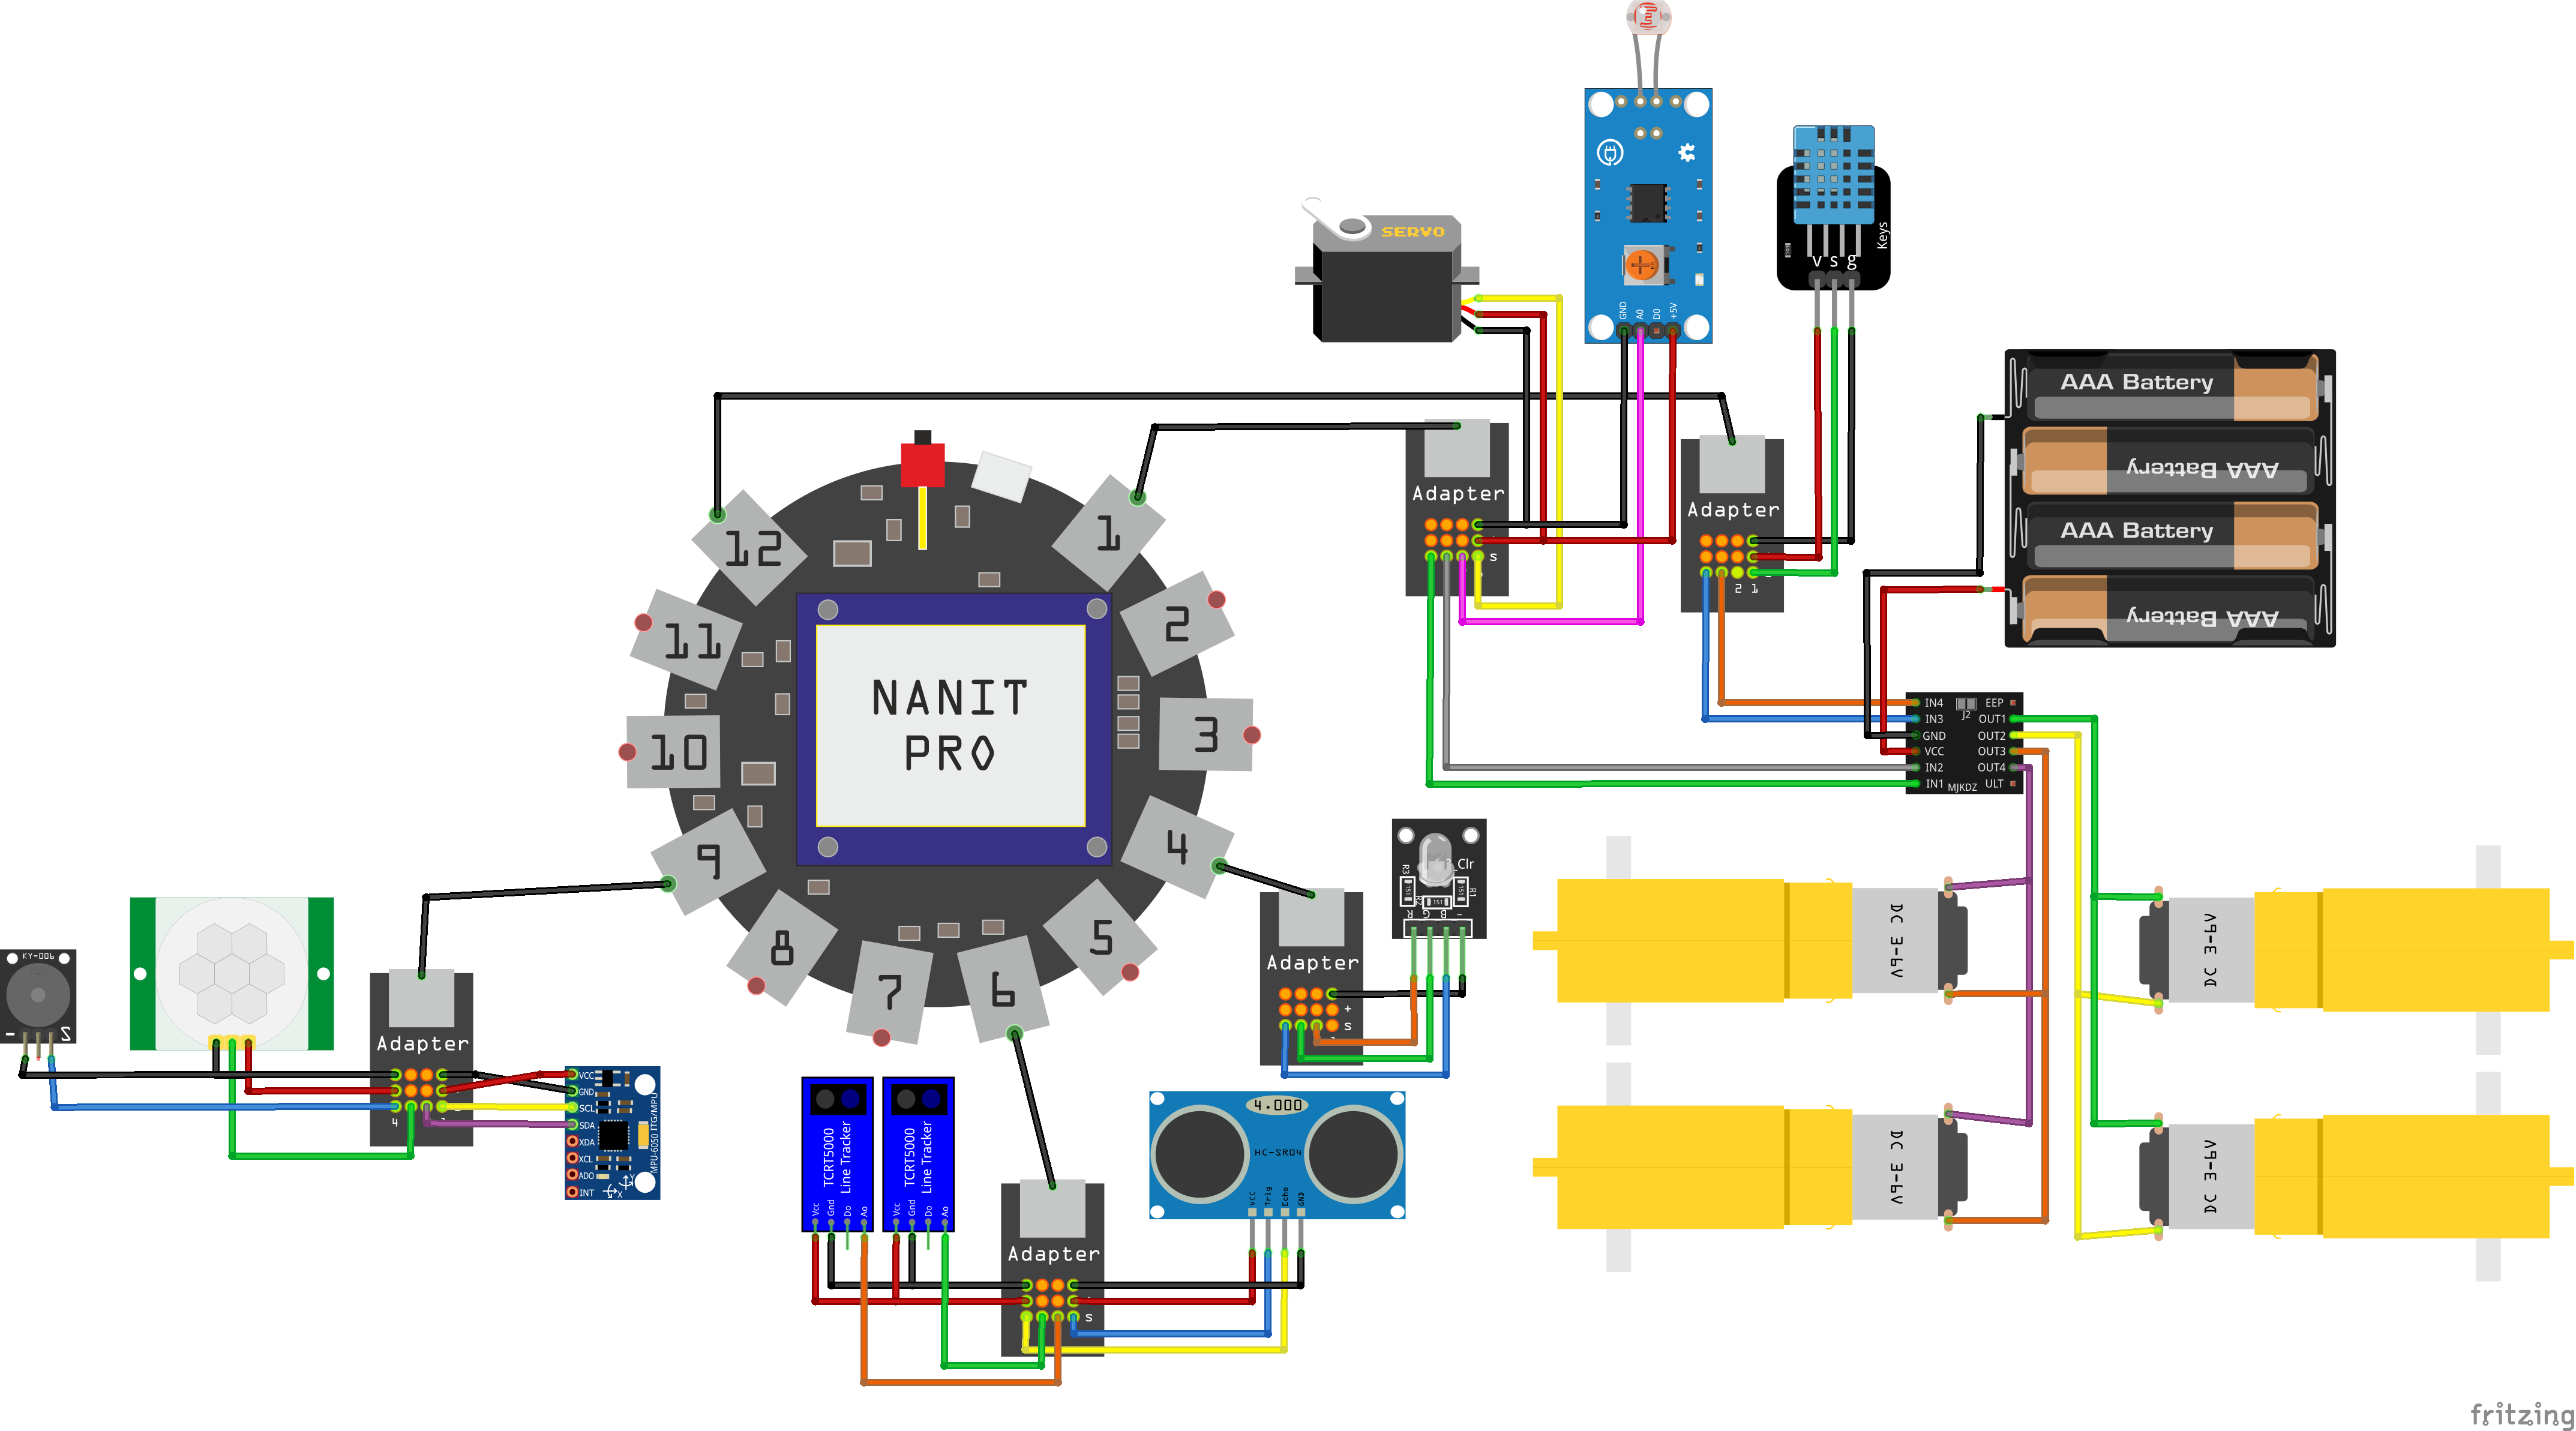 SERVO
GND
A0
D0
+5V
V S g
Keys
AAA Battery
AAA Battery
AAA Battery
AAA Battery
Adapter
S
Adapter
2 1
NANIT
PRO
1
2
3
4
5
6
7
8
9
10
11
12
IN4
IN3
GND
VCC
IN2
IN1
J2
MJKDZ
EEP
OUT1
OUT2
OUT3
OUT4
ULT
Clr
R3
R1
151
151
151
R G B -
Adapter
+
S
DC 3-6V
DC 3-6V
DC 3-6V
DC 3-6V
KY-006
- S
Adapter
4
VCC
GND
SCL
SDA
XDA
XCL
ADO
INT
MPU-6050 ITG/MPU
X
Y
TCRT5000
Line Tracker
Vcc Gnd Do Ao
TCRT5000
Line Tracker
Vcc Gnd Do Ao
4.000
HC-SR04
VCC Trig Echo GND
Adapter
S
fritzing